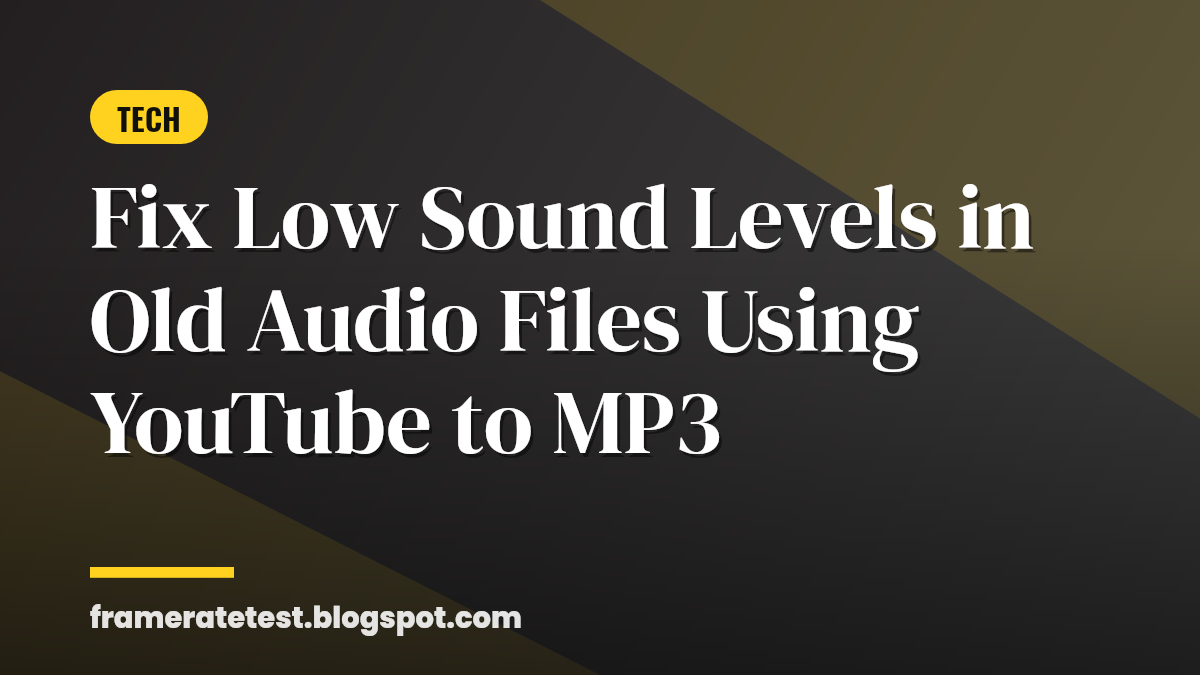 TECH
Fix Low Sound Levels in
Old Audio Files Using
YouTube to MP3
frameratetest.blogspot.com